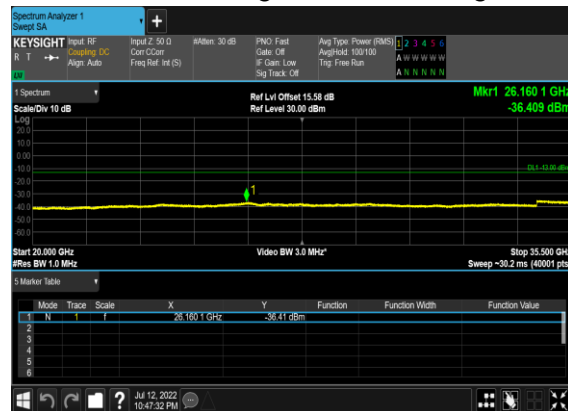 Spectrum Analyzer 1
Swept SA
+
KEYSIGHT
R T
LW
Input: RF
Coupling: DC
Align: Auto
Input Z: 50 Ω
Corr CCorr
Freq Ref: Int (S)
#Atten: 30 dB
PNO: Fast
Gate: Off
IF Gain: Low
Sig Track: Off
Avg Type: Power (RMS)
Avg|Hold: 100/100
Trig: Free Run
1 2 3 4 5 6
A W W W W W
A N N N N N
1 Spectrum
Scale/Div 10 dB
Ref Lvl Offset 15.58 dB
Ref Level 30.00 dBm
Mkr1 26.160 1 GHz
-36.409 dBm
Log
20.0
10.0
0.00
-10.0
DL1 -13.00 dBm
-20.0
1
-30.0
-40.0
-50.0
-60.0
Start 20.000 GHz
#Res BW 1.0 MHz
Video BW 3.0 MHz*
Stop 35.500 GHz
Sweep ~30.2 ms (40001 pts)
5 Marker Table
Mode Trace Scale X Y Function Function Width Function Value
1 N 1 f 26.160 1 GHz -36.41 dBm
2
3
4
5
6
?
Jul 12, 2022
10:47:32 PM